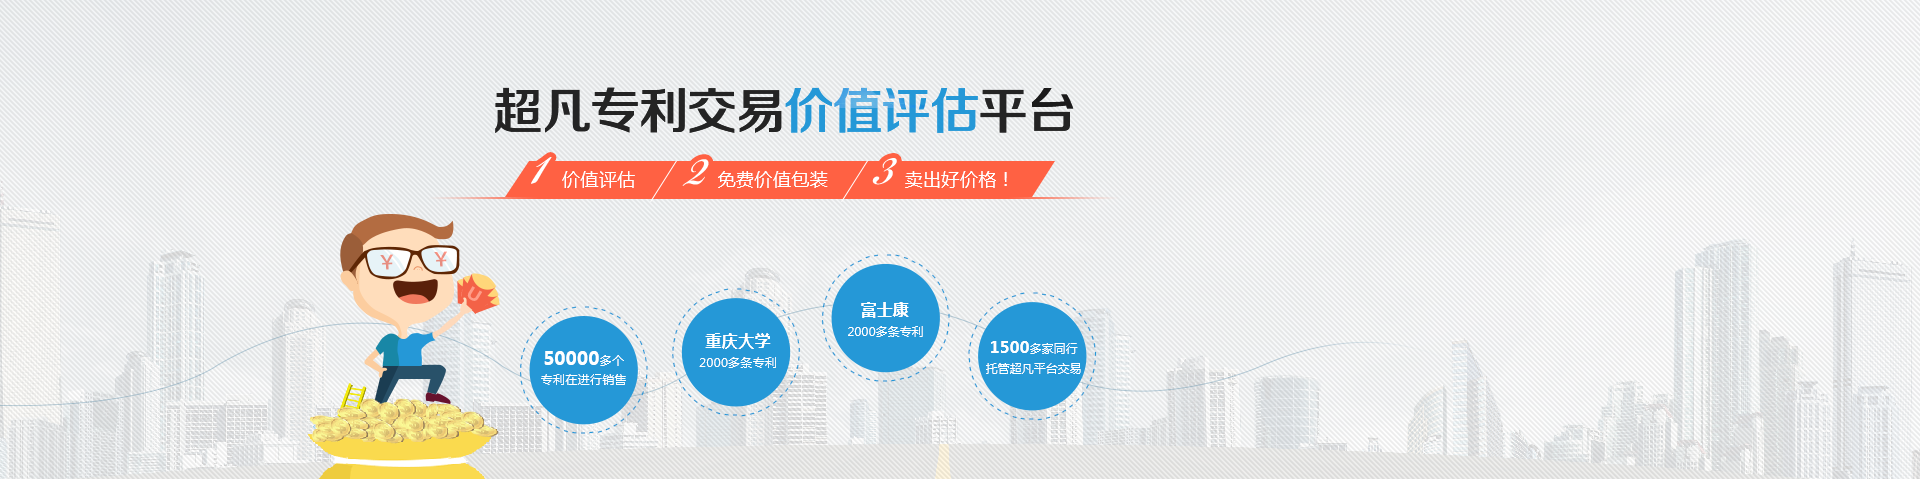 超凡专利交易价值评估平台
1 价值评估 2 免费价值包装 3 卖出好价格！
¥ ¥
U
50000多个
专利在进行销售
重庆大学
2000多条专利
富士康
2000多条专利
1500多家同行
托管超凡平台交易